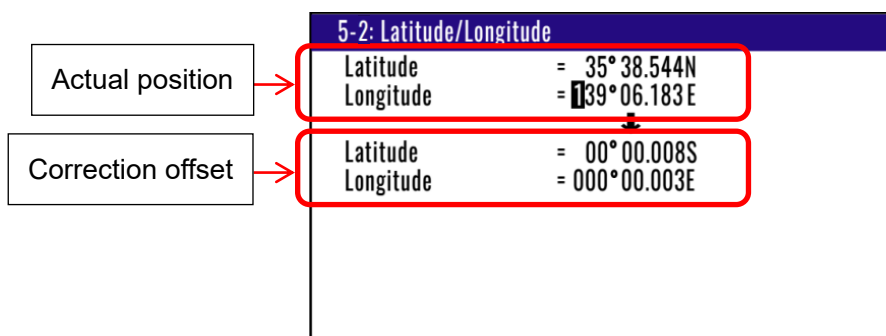 5-2: Latitude/Longitude
Actual position
Latitude = 35° 38.544N
Longitude = 139°06.183E
Correction offset
Latitude = 00°00.008S
Longitude = 000°00.003E